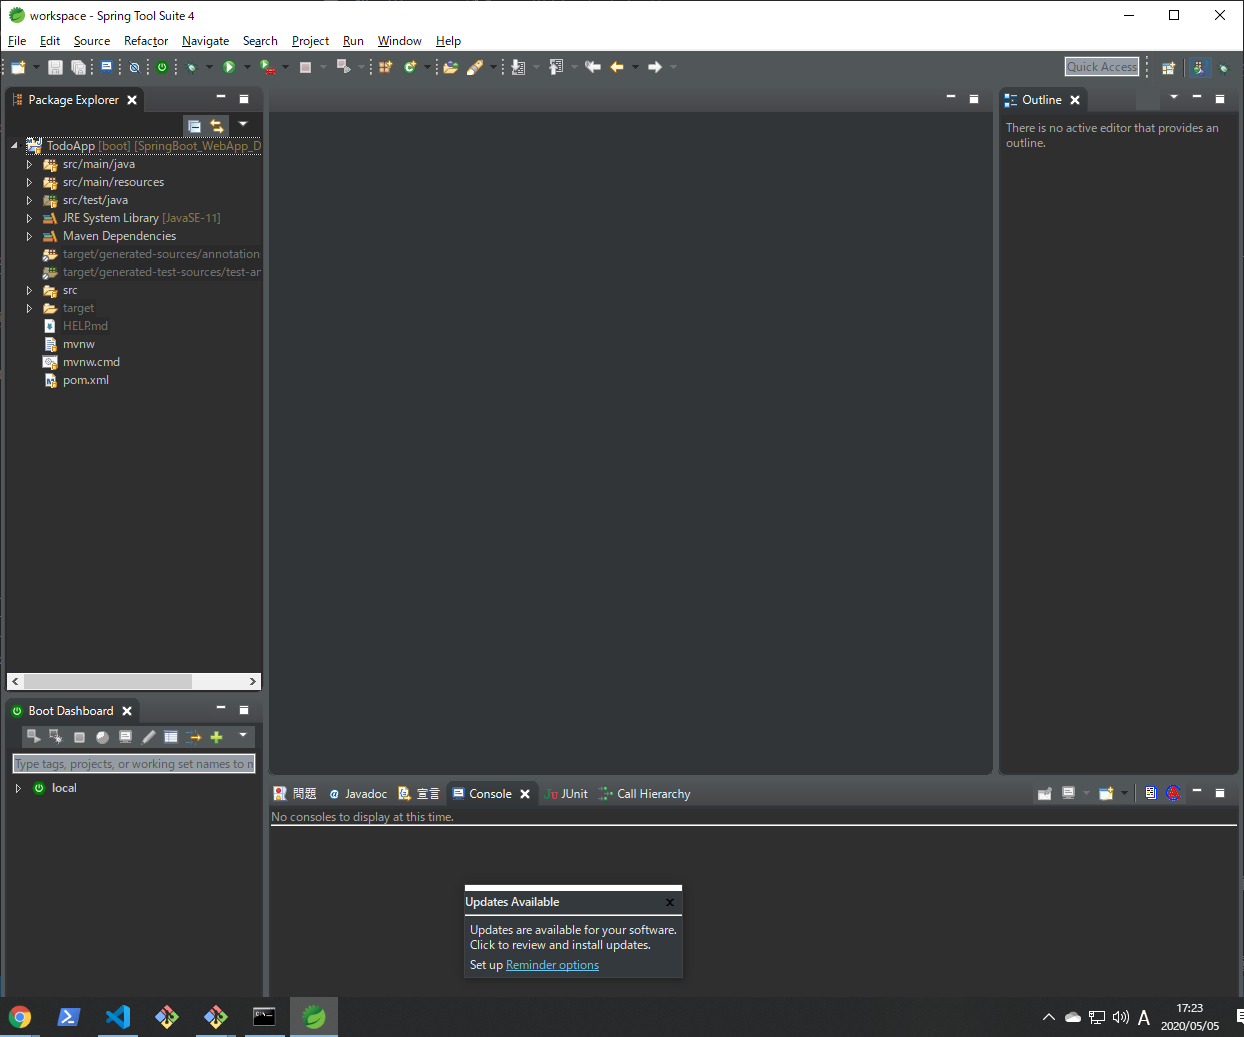 workspace - Spring Tool Suite 4
File Edit Source Refactor Navigate Search Project Run Window Help
Quick Access
Package Explorer
TodoApp [boot] [SpringBoot_WebApp_D
src/main/java
src/main/resources
src/test/java
JRE System Library [JavaSE-11]
Maven Dependencies
target/generated-sources/annotation
target/generated-test-sources/test-an
src
target
HELP.md
mvnw
mvnw.cmd
pom.xml
Outline
There is no active editor that provides an
outline.
Boot Dashboard
Type tags, projects, or working set names to m
local
問題 Javadoc 宣言 Console JUnit Call Hierarchy
No consoles to display at this time.
Updates Available
Updates are available for your software.
Click to review and install updates.
Set up Reminder options
A
17:23
2020/05/05